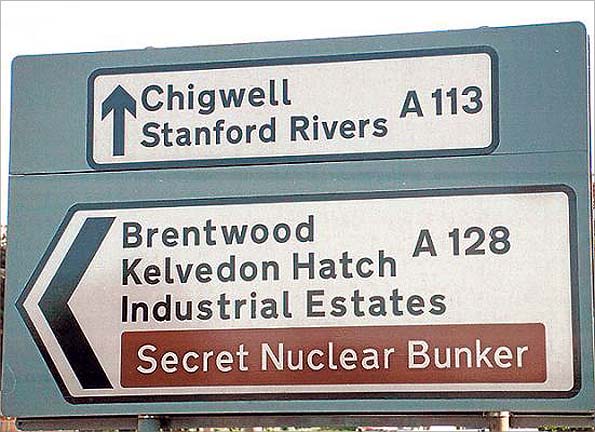 Chigwell
Stanford Rivers A 113
Brentwood
Kelvedon Hatch A 128
Industrial Estates
Secret Nuclear Bunker